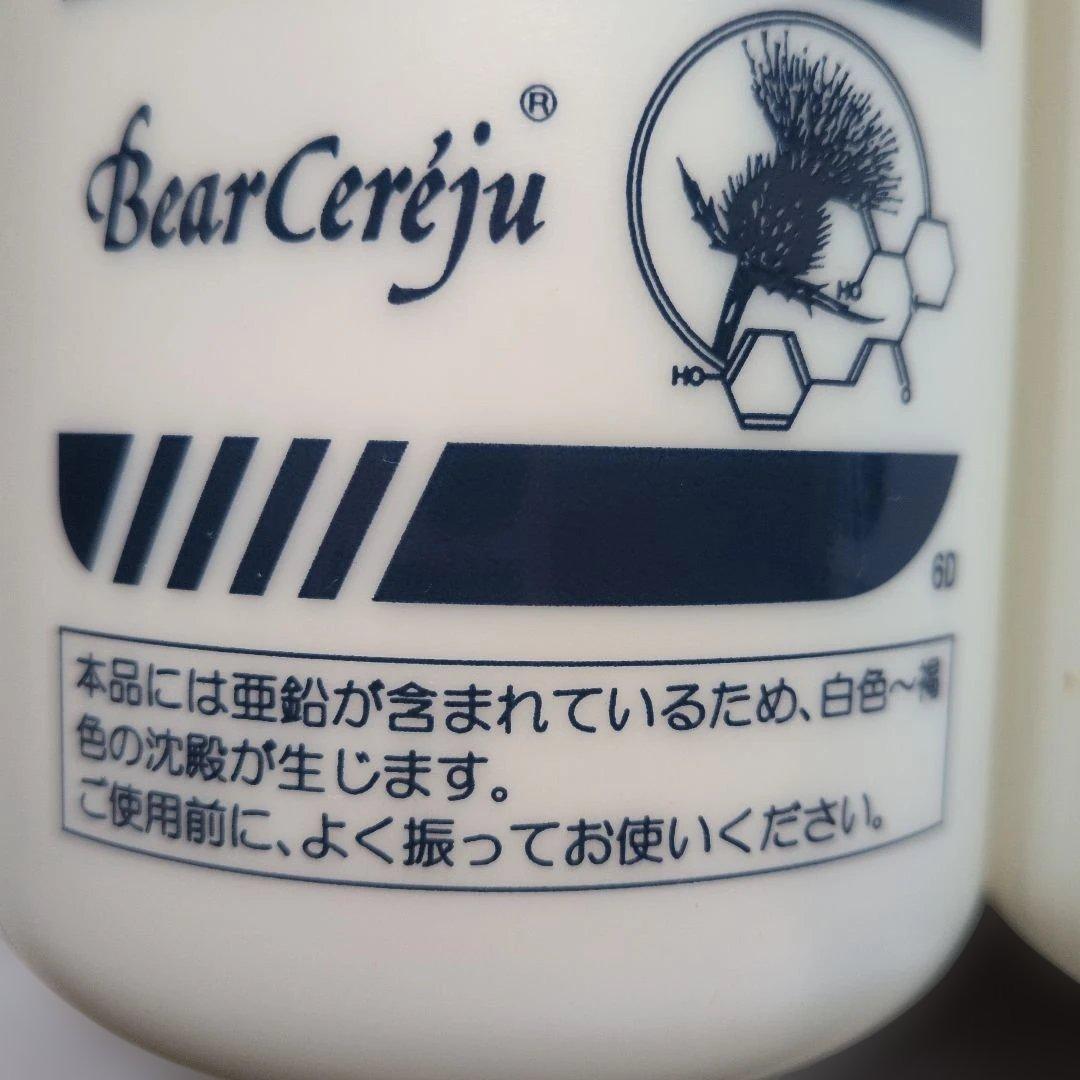 BearCeréju®
HO
HO
O
6D
本品には亜鉛が含まれているため、白色～褐
色の沈殿が生じます。
ご使用前に、よく振ってお使いください。